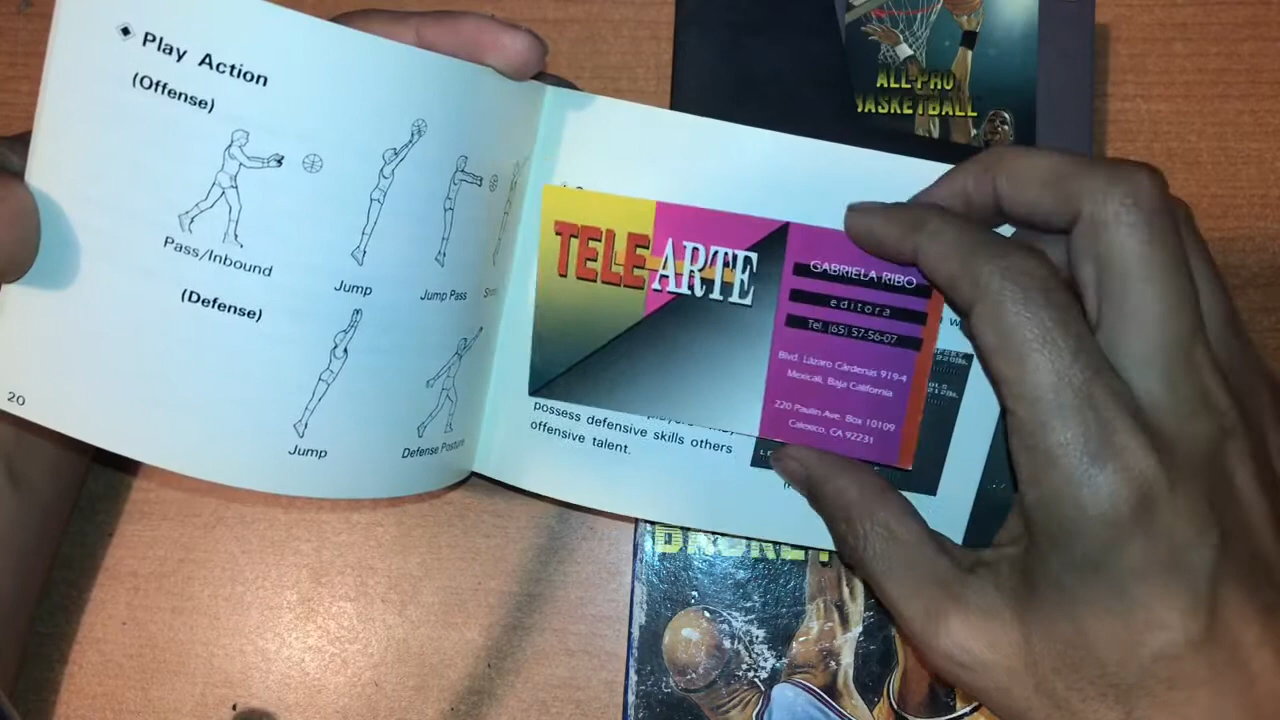 Play Action
(Offense)
Pass/Inbound
Jump
Jump Pass
(Defense)
Jump
Defense Posture
20
TELE ARTE
GABRIELA RIBO
editora
Tel. (65) 57-56-07
Blvd. Lázaro Cárdenas 919-4
Mexicali, Baja California
220 Paulin Ave. Box 10109
Calexico, CA 92231
possess defensive skills others
offensive talent.
ALL-PRO
BASKETBALL